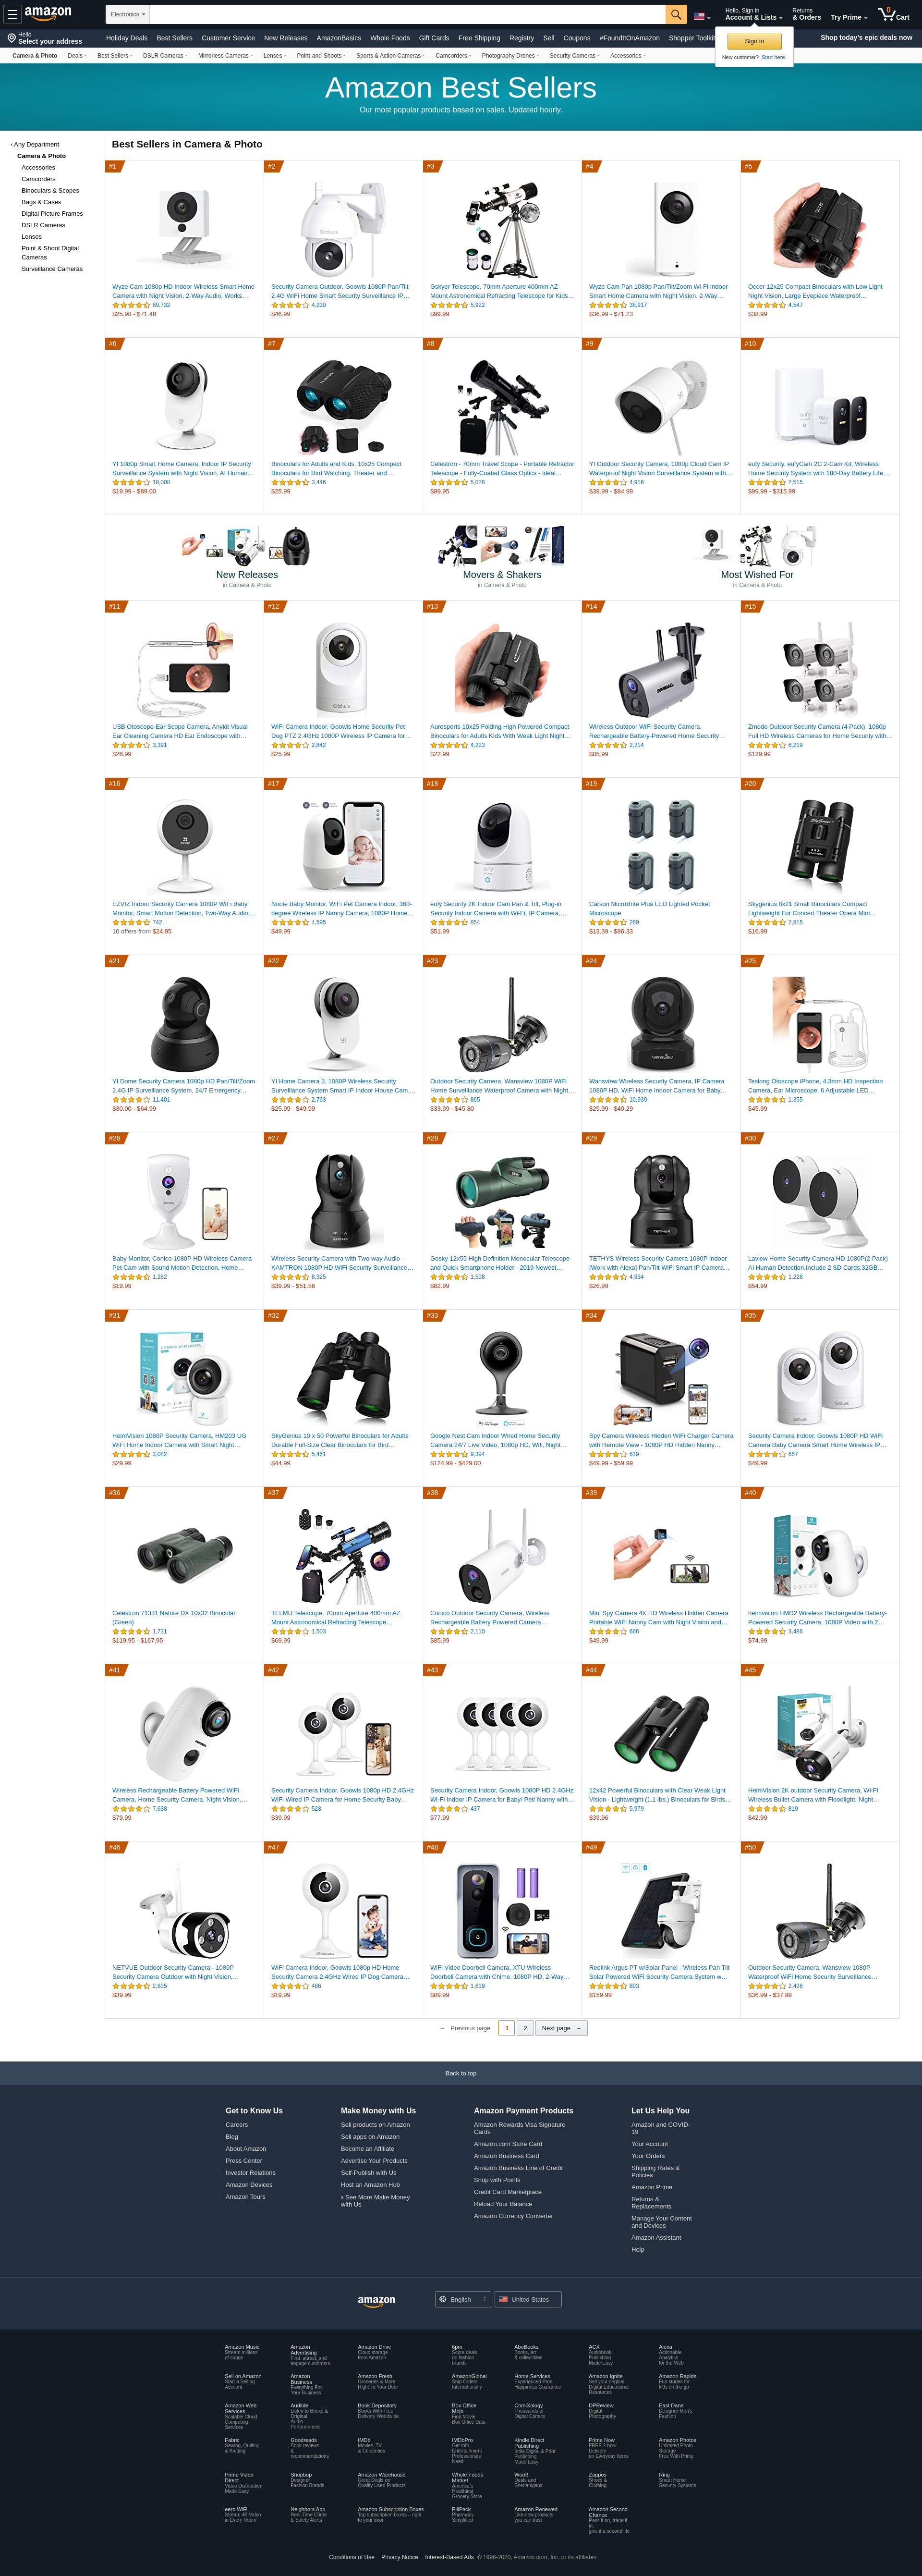 amazon
Electronics
Hello, Sign in
Account & Lists
Returns
& Orders
Try Prime
0
Cart
Hello
Select your address
Holiday Deals
Best Sellers
Customer Service
New Releases
AmazonBasics
Whole Foods
Gift Cards
Free Shipping
Registry
Sell
Coupons
#FoundItOnAmazon
Shopper Toolkit
Shop today's epic deals now
Sign in
New customer? Start here.
Camera & Photo
Deals
Best Sellers
DSLR Cameras
Mirrorless Cameras
Lenses
Point-and-Shoots
Sports & Action Cameras
Camcorders
Photography Drones
Security Cameras
Accessories
Amazon Best Sellers
Our most popular products based on sales. Updated hourly.
‹ Any Department
Camera & Photo
Accessories
Camcorders
Binoculars & Scopes
Bags & Cases
Digital Picture Frames
DSLR Cameras
Lenses
Point & Shoot Digital
Cameras
Surveillance Cameras
Best Sellers in Camera & Photo
#1
Wyze Cam 1080p HD Indoor Wireless Smart Home
Camera with Night Vision, 2-Way Audio, Works…
69,732
$25.98 - $71.48
#2
Security Camera Outdoor, Goowls 1080P Pan/Tilt
2.4G WiFi Home Smart Security Surveillance IP…
4,210
$46.99
#3
Gskyer Telescope, 70mm Aperture 400mm AZ
Mount Astronomical Refracting Telescope for Kids…
5,922
$99.99
#4
Wyze Cam Pan 1080p Pan/Tilt/Zoom Wi-Fi Indoor
Smart Home Camera with Night Vision, 2-Way…
38,917
$36.99 - $71.23
#5
Occer 12x25 Compact Binoculars with Low Light
Night Vision, Large Eyepiece Waterproof…
4,547
$38.99
#6
YI 1080p Smart Home Camera, Indoor IP Security
Surveillance System with Night Vision, AI Human…
19,008
$19.99 - $89.00
#7
Binoculars for Adults and Kids, 10x25 Compact
Binoculars for Bird Watching, Theater and…
3,446
$25.99
#8
Celestron - 70mm Travel Scope - Portable Refractor
Telescope - Fully-Coated Glass Optics - Ideal…
5,028
$89.95
#9
YI Outdoor Security Camera, 1080p Cloud Cam IP
Waterproof Night Vision Surveillance System with…
4,916
$39.99 - $84.99
#10
eufy Security, eufyCam 2C 2-Cam Kit, Wireless
Home Security System with 180-Day Battery Life,…
2,515
$99.99 - $315.99
New Releases
in Camera & Photo
Movers & Shakers
in Camera & Photo
Most Wished For
in Camera & Photo
#11
USB Otoscope-Ear Scope Camera, Anykit Visual
Ear Cleaning Camera HD Ear Endoscope with…
3,391
$26.99
#12
WiFi Camera Indoor, Goowls Home Security Pet
Dog PTZ 2.4GHz 1080P Wireless IP Camera for…
2,842
$25.99
#13
Aurosports 10x25 Folding High Powered Compact
Binoculars for Adults Kids With Weak Light Night…
4,223
$22.99
#14
Wireless Outdoor WiFi Security Camera,
Rechargeable Battery-Powered Home Security…
2,214
$85.99
#15
Zmodo Outdoor Security Camera (4 Pack), 1080p
Full HD Wireless Cameras for Home Security with…
6,219
$129.99
#16
EZVIZ Indoor Security Camera 1080P WiFi Baby
Monitor, Smart Motion Detection, Two-Way Audio,…
742
10 offers from $24.95
#17
Nooie Baby Monitor, WiFi Pet Camera Indoor, 360-
degree Wireless IP Nanny Camera, 1080P Home…
4,595
$49.99
#18
eufy Security 2K Indoor Cam Pan & Tilt, Plug-in
Security Indoor Camera with Wi-Fi, IP Camera,…
854
$51.99
#19
Carson MicroBrite Plus LED Lighted Pocket
Microscope
269
$13.39 - $86.33
#20
Skygenius 8x21 Small Binoculars Compact
Lightweight For Concert Theater Opera Mini…
2,815
$16.99
#21
YI Dome Security Camera 1080p HD Pan/Tilt/Zoom
2.4G IP Surveillance System, 24/7 Emergency…
11,401
$30.00 - $64.99
#22
YI Home Camera 3, 1080P Wireless Security
Surveillance System Smart IP Indoor House Cam,…
2,763
$25.99 - $49.99
#23
Outdoor Security Camera, Wansview 1080P WiFi
Home Surveillance Waterproof Camera with Night…
865
$33.99 - $45.80
#24
Wansview Wireless Security Camera, IP Camera
1080P HD, WiFi Home Indoor Camera for Baby…
10,939
$29.99 - $40.29
#25
Teslong Otoscope iPhone, 4.3mm HD Inspection
Camera, Ear Microscope, 6 Adjustable LED…
1,355
$45.99
#26
Baby Monitor, Conico 1080P HD Wireless Camera
Pet Cam with Sound Motion Detection, Home…
1,282
$19.99
#27
Wireless Security Camera with Two-way Audio -
KAMTRON 1080P HD WiFi Security Surveillance…
8,325
$39.99 - $51.56
#28
Gosky 12x55 High Definition Monocular Telescope
and Quick Smartphone Holder - 2019 Newest…
1,508
$82.99
#29
TETHYS Wireless Security Camera 1080P Indoor
[Work with Alexa] Pan/Tilt WiFi Smart IP Camera…
4,934
$26.99
#30
Laview Home Security Camera HD 1080P(2 Pack)
AI Human Detection,Include 2 SD Cards,32GB…
1,228
$54.99
#31
HeimVision 1080P Security Camera, HM203 UG
WiFi Home Indoor Camera with Smart Night…
3,082
$29.99
#32
SkyGenius 10 x 50 Powerful Binoculars for Adults
Durable Full-Size Clear Binoculars for Bird…
5,461
$44.99
#33
Google Nest Cam Indoor Wired Home Security
Camera 24/7 Live Video, 1080p HD, Wifi, Night…
9,394
$124.99 - $429.00
#34
Spy Camera Wireless Hidden WiFi Charger Camera
with Remote View - 1080P HD Hidden Nanny…
619
$49.99 - $59.99
#35
Security Camera Indoor, Goowls 1080P HD WiFi
Camera Baby Camera Smart Home Wireless IP…
667
$49.99
#36
Celestron 71331 Nature DX 10x32 Binocular
(Green)
1,731
$119.95 - $167.95
#37
TELMU Telescope, 70mm Aperture 400mm AZ
Mount Astronomical Refracting Telescope…
1,503
$69.99
#38
Conico Outdoor Security Camera, Wireless
Rechargeable Battery Powered Camera…
2,110
$85.99
#39
Mini Spy Camera 4K HD Wireless Hidden Camera
Portable WiFi Nanny Cam with Night Vision and…
666
$49.99
#40
heimvision HMD2 Wireless Rechargeable Battery-
Powered Security Camera, 1080P Video with 2…
3,486
$74.99
#41
Wireless Rechargeable Battery Powered WiFi
Camera, Home Security Camera, Night Vision,…
7,638
$79.99
#42
Security Camera Indoor, Goowls 1080p HD 2.4GHz
WiFi Wired IP Camera for Home Security Baby…
528
$39.99
#43
Security Camera Indoor, Goowls 1080P HD 2.4GHz
Wi-Fi Indoor IP Camera for Baby/ Pet/ Nanny with…
437
$77.99
#44
12x42 Powerful Binoculars with Clear Weak Light
Vision - Lightweight (1.1 lbs.) Binoculars for Birds…
5,979
$39.96
#45
HeimVision 2K outdoor Security Camera, Wi-Fi
Wireless Bullet Camera with Floodlight, Night…
819
$42.99
#46
NETVUE Outdoor Security Camera - 1080P
Security Camera Outdoor with Night Vision,…
2,835
$39.99
#47
WiFi Camera Indoor, Goowls 1080p HD Home
Security Camera 2.4GHz Wired IP Dog Camera…
486
$19.99
#48
WiFi Video Doorbell Camera, XTU Wireless
Doorbell Camera with Chime, 1080P HD, 2-Way…
1,619
$89.99
#49
Reolink Argus PT w/Solar Panel - Wireless Pan Tilt
Solar Powered WiFi Security Camera System w…
803
$159.99
#50
Outdoor Security Camera, Wansview 1080P
Waterproof WiFi Home Security Surveillance…
2,426
$36.99 - $37.99
← Previous page
1
2
Next page →
Back to top
Get to Know Us
Careers
Blog
About Amazon
Press Center
Investor Relations
Amazon Devices
Amazon Tours
Make Money with Us
Sell products on Amazon
Sell apps on Amazon
Become an Affiliate
Advertise Your Products
Self-Publish with Us
Host an Amazon Hub
› See More Make Money
with Us
Amazon Payment Products
Amazon Rewards Visa Signature
Cards
Amazon.com Store Card
Amazon Business Card
Amazon Business Line of Credit
Shop with Points
Credit Card Marketplace
Reload Your Balance
Amazon Currency Converter
Let Us Help You
Amazon and COVID-
19
Your Account
Your Orders
Shipping Rates &
Policies
Amazon Prime
Returns &
Replacements
Manage Your Content
and Devices
Amazon Assistant
Help
amazon
English
United States
Amazon Music
Stream millions
of songs
Amazon
Advertising
Find, attract, and
engage customers
Amazon Drive
Cloud storage
from Amazon
6pm
Score deals
on fashion
brands
AbeBooks
Books, art
& collectibles
ACX
Audiobook
Publishing
Made Easy
Alexa
Actionable
Analytics
for the Web
Sell on Amazon
Start a Selling
Account
Amazon
Business
Everything For
Your Business
Amazon Fresh
Groceries & More
Right To Your Door
AmazonGlobal
Ship Orders
Internationally
Home Services
Experienced Pros
Happiness Guarantee
Amazon Ignite
Sell your original
Digital Educational
Resources
Amazon Rapids
Fun stories for
kids on the go
Amazon Web
Services
Scalable Cloud
Computing
Services
Audible
Listen to Books &
Original
Audio
Performances
Book Depository
Books With Free
Delivery Worldwide
Box Office
Mojo
Find Movie
Box Office Data
ComiXology
Thousands of
Digital Comics
DPReview
Digital
Photography
East Dane
Designer Men's
Fashion
Fabric
Sewing, Quilting
& Knitting
Goodreads
Book reviews
&
recommendations
IMDb
Movies, TV
& Celebrities
IMDbPro
Get Info
Entertainment
Professionals
Need
Kindle Direct
Publishing
Indie Digital & Print
Publishing
Made Easy
Prime Now
FREE 2-hour
Delivery
on Everyday Items
Amazon Photos
Unlimited Photo
Storage
Free With Prime
Prime Video
Direct
Video Distribution
Made Easy
Shopbop
Designer
Fashion Brands
Amazon Warehouse
Great Deals on
Quality Used Products
Whole Foods
Market
America's
Healthiest
Grocery Store
Woot!
Deals and
Shenanigans
Zappos
Shoes &
Clothing
Ring
Smart Home
Security Systems
eero WiFi
Stream 4K Video
in Every Room
Neighbors App
Real-Time Crime
& Safety Alerts
Amazon Subscription Boxes
Top subscription boxes – right
to your door
PillPack
Pharmacy
Simplified
Amazon Renewed
Like-new products
you can trust
Amazon Second
Chance
Pass it on, trade it
in,
give it a second life
Conditions of Use
Privacy Notice
Interest-Based Ads
© 1996-2020, Amazon.com, Inc. or its affiliates